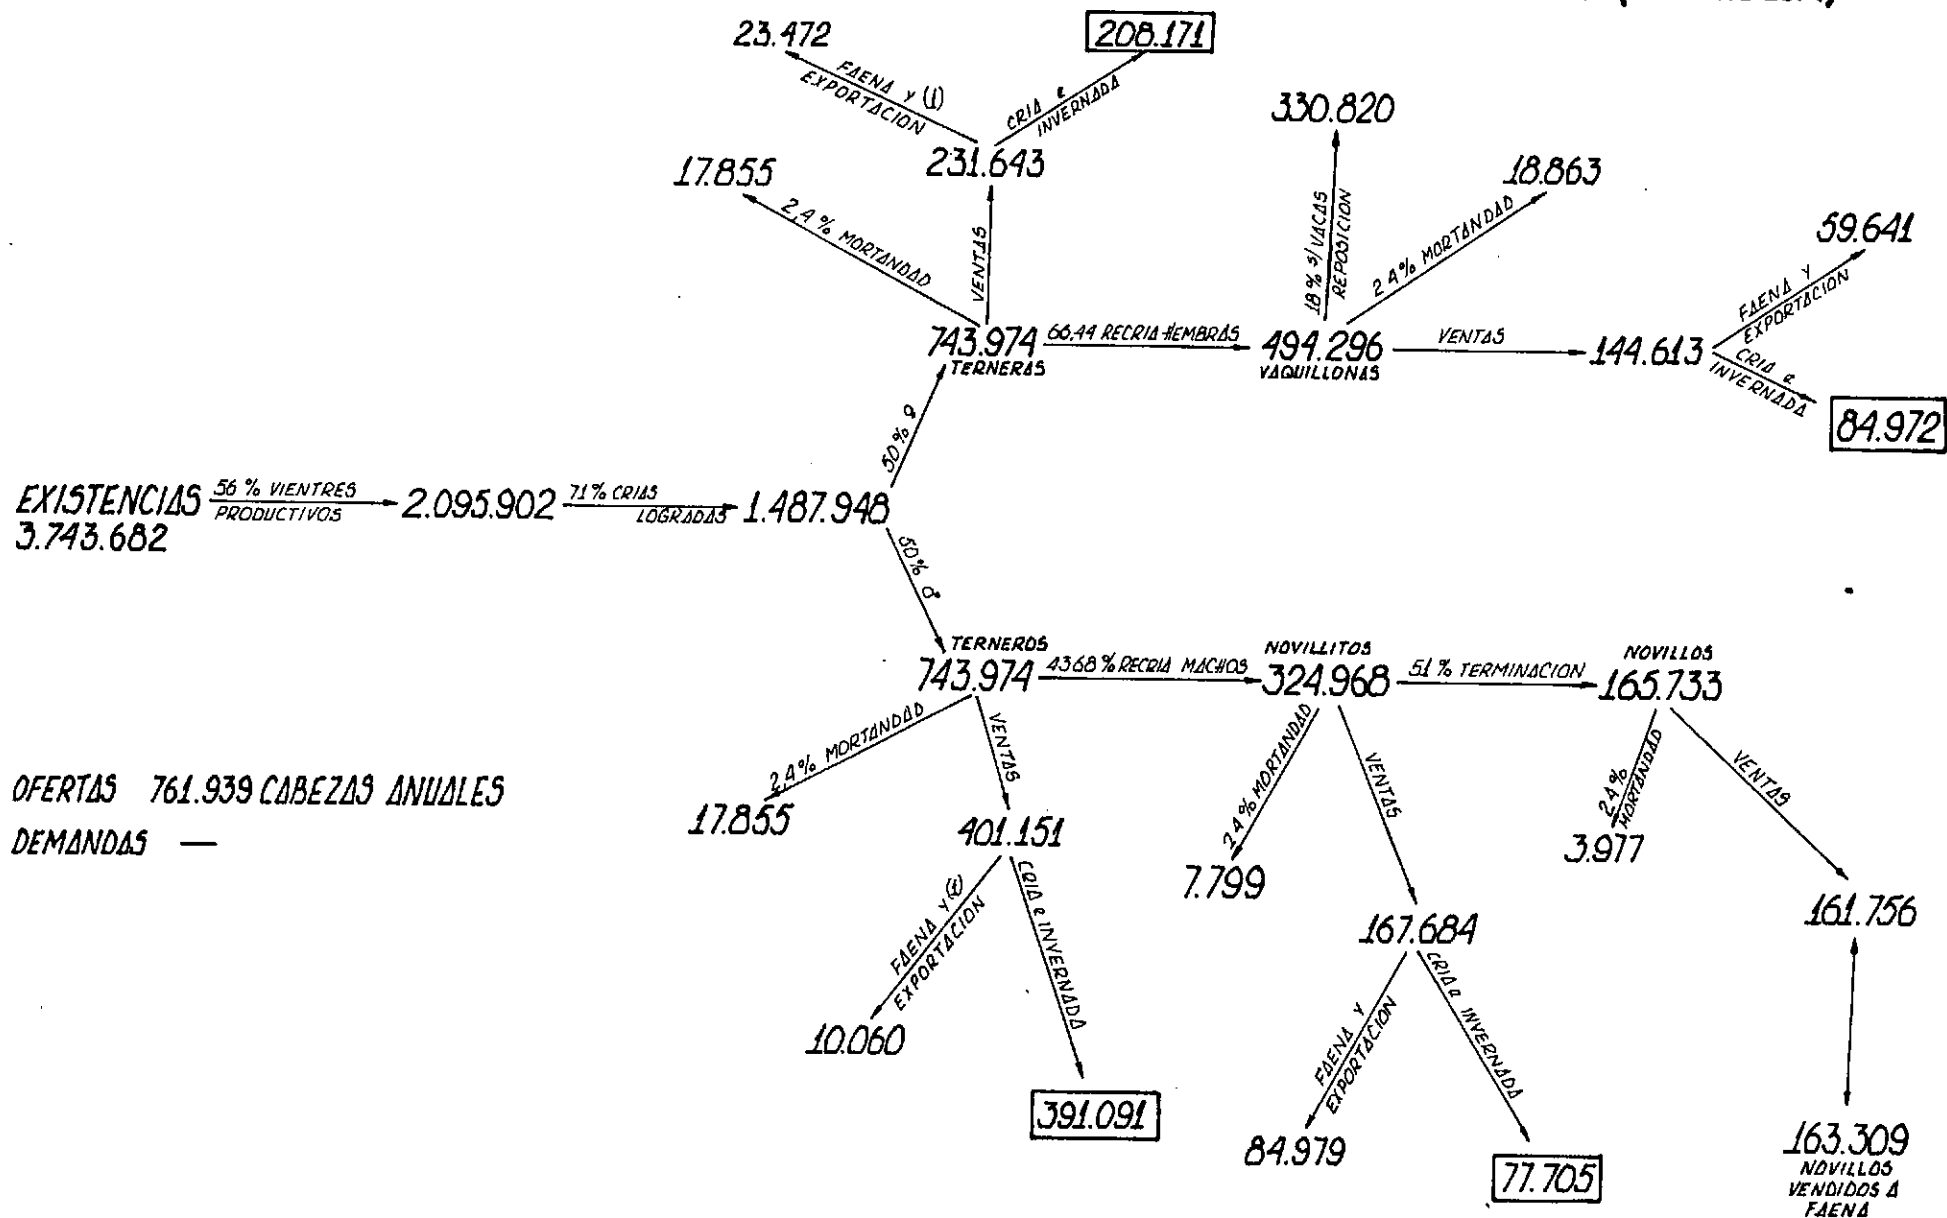 23.472
208.171
FAENA y (1)
EXPORTACION
CRIA e
INVERNADA
330.820
17.855
231.643
18.863
2,4% MORTANDAD
VENTAS
18% s/VACAS
REPOSICION
2.4% MORTANDAD
59.641
FAENA Y
EXPORTACION
743.974
TERNERAS
66,44 RECRIA HEMBRAS
494.296
VAQUILLONAS
VENTAS
144.613
CRIA e
INVERNADA
84.972
50% ♀
EXISTENCIAS
3.743.682
56% VIENTRES
PRODUCTIVOS
2.095.902
71% CRIAS
LOGRADAS
1.487.948
50% ♂
TERNEROS
743.974
43.68% RECRIA MACHOS
NOVILLITOS
324.968
51% TERMINACION
NOVILLOS
165.733
2,4% MORTANDAD
VENTAS
2.4% MORTANDAD
VENTAS
2.4%
MORTANDAD
VENTAS
OFERTAS 761.939 CABEZAS ANUALES
DEMANDAS —
17.855
401.151
7.799
3.977
161.756
FAENA y (1)
EXPORTACION
CRIA e INVERNADA
167.684
10.060
391.091
FAENA Y
EXPORTACION
CRIA e INVERNADA
84.979
77.705
163.309
NOVILLOS
VENDIDOS A
FAENA